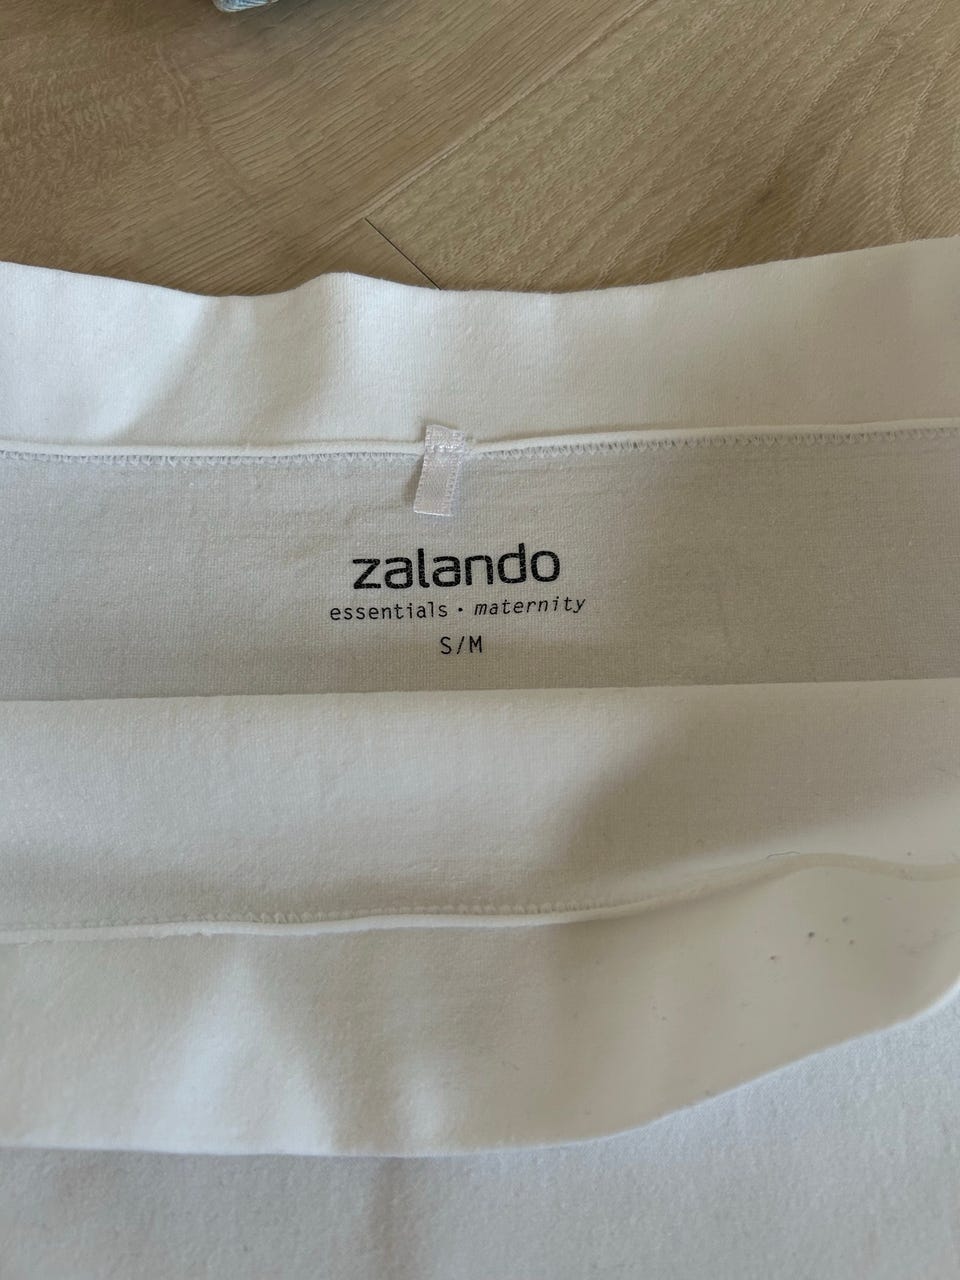 zalando
essentials · maternity
S/M